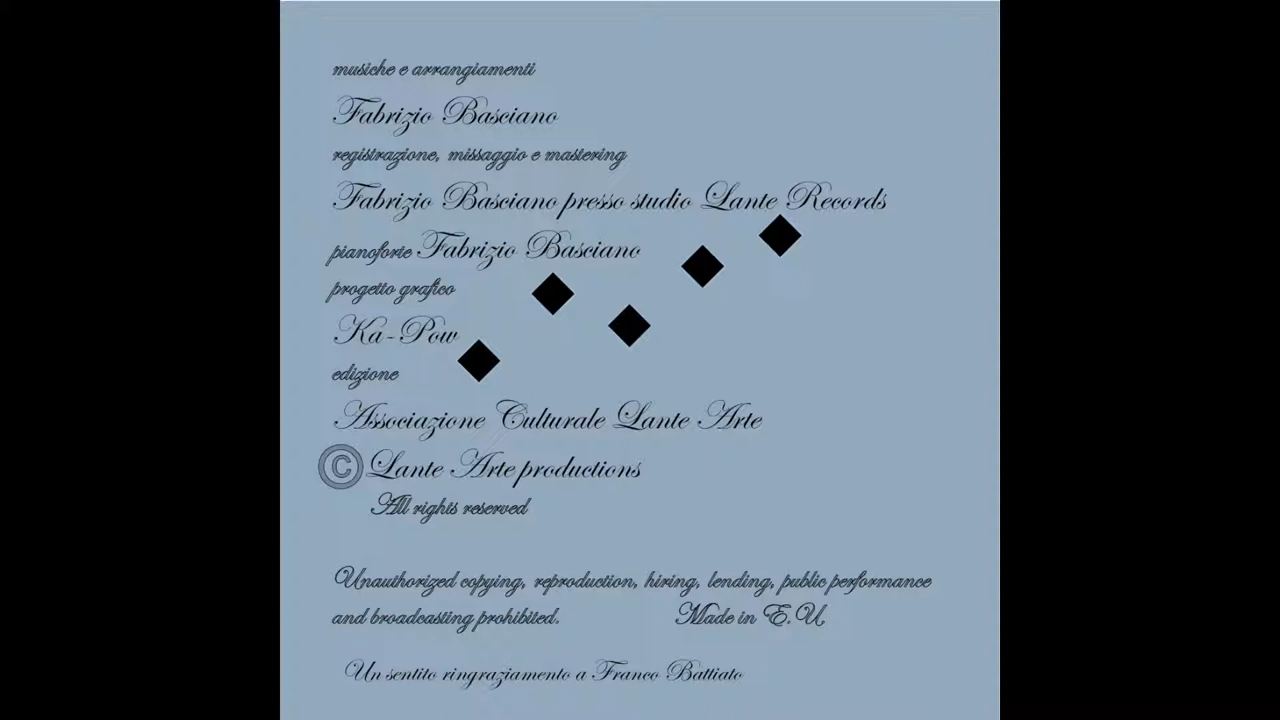 musiche e arrangiamenti
Fabrizio Basciano
registrazione, missaggio e mastering
Fabrizio Basciano presso studio Lante Records
pianoforte Fabrizio Basciano
progetto grafico
Ka-Pow
edizione
Associazione Culturale Lante Arte
© Lante Arte productions
All rights reserved
Unauthorized copying, reproduction, hiring, lending, public performance
and broadcasting prohibited. Made in E.U.
Un sentito ringraziamento a Franco Battiato